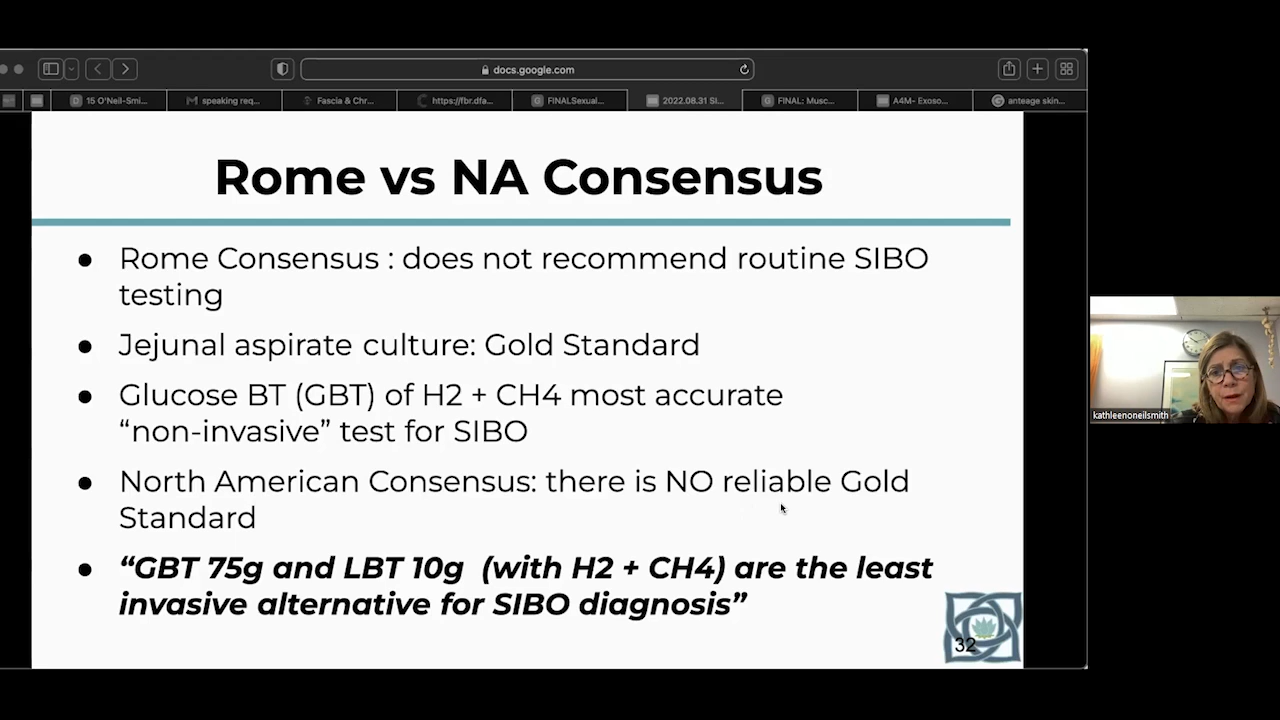 docs.google.com
15 O'Neil-Smi...
speaking req...
Fascia & Chr...
https://fbr.dfa...
FINALSexual...
2022.08.31 Si...
FINAL: Musc...
A4M- Exoso...
anteage skin...
Rome vs NA Consensus
● Rome Consensus : does not recommend routine SIBO
testing
● Jejunal aspirate culture: Gold Standard
● Glucose BT (GBT) of H2 + CH4 most accurate
“non-invasive” test for SIBO
● North American Consensus: there is NO reliable Gold
Standard
● “GBT 75g and LBT 10g (with H2 + CH4) are the least
invasive alternative for SIBO diagnosis”
32
kathleenoneilsmith